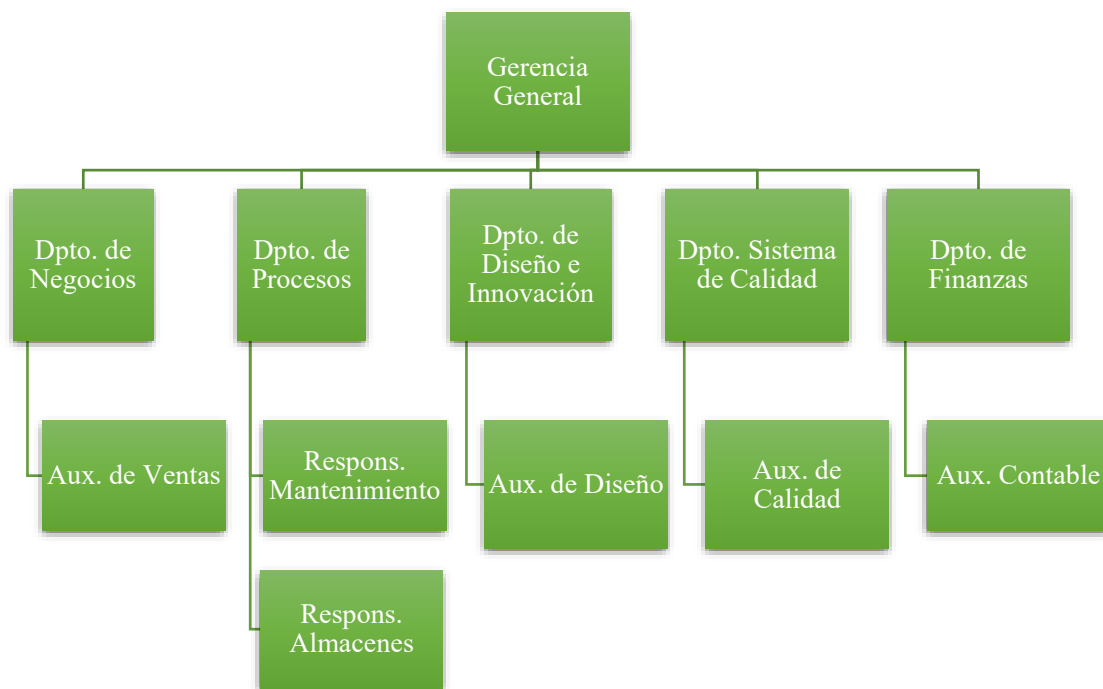 Gerencia
General
Dpto. de
Negocios
Dpto. de
Procesos
Dpto. de
Diseño e
Innovación
Dpto. Sistema
de Calidad
Dpto. de
Finanzas
Aux. de Ventas
Respons.
Mantenimiento
Aux. de Diseño
Aux. de
Calidad
Aux. Contable
Respons.
Almacenes